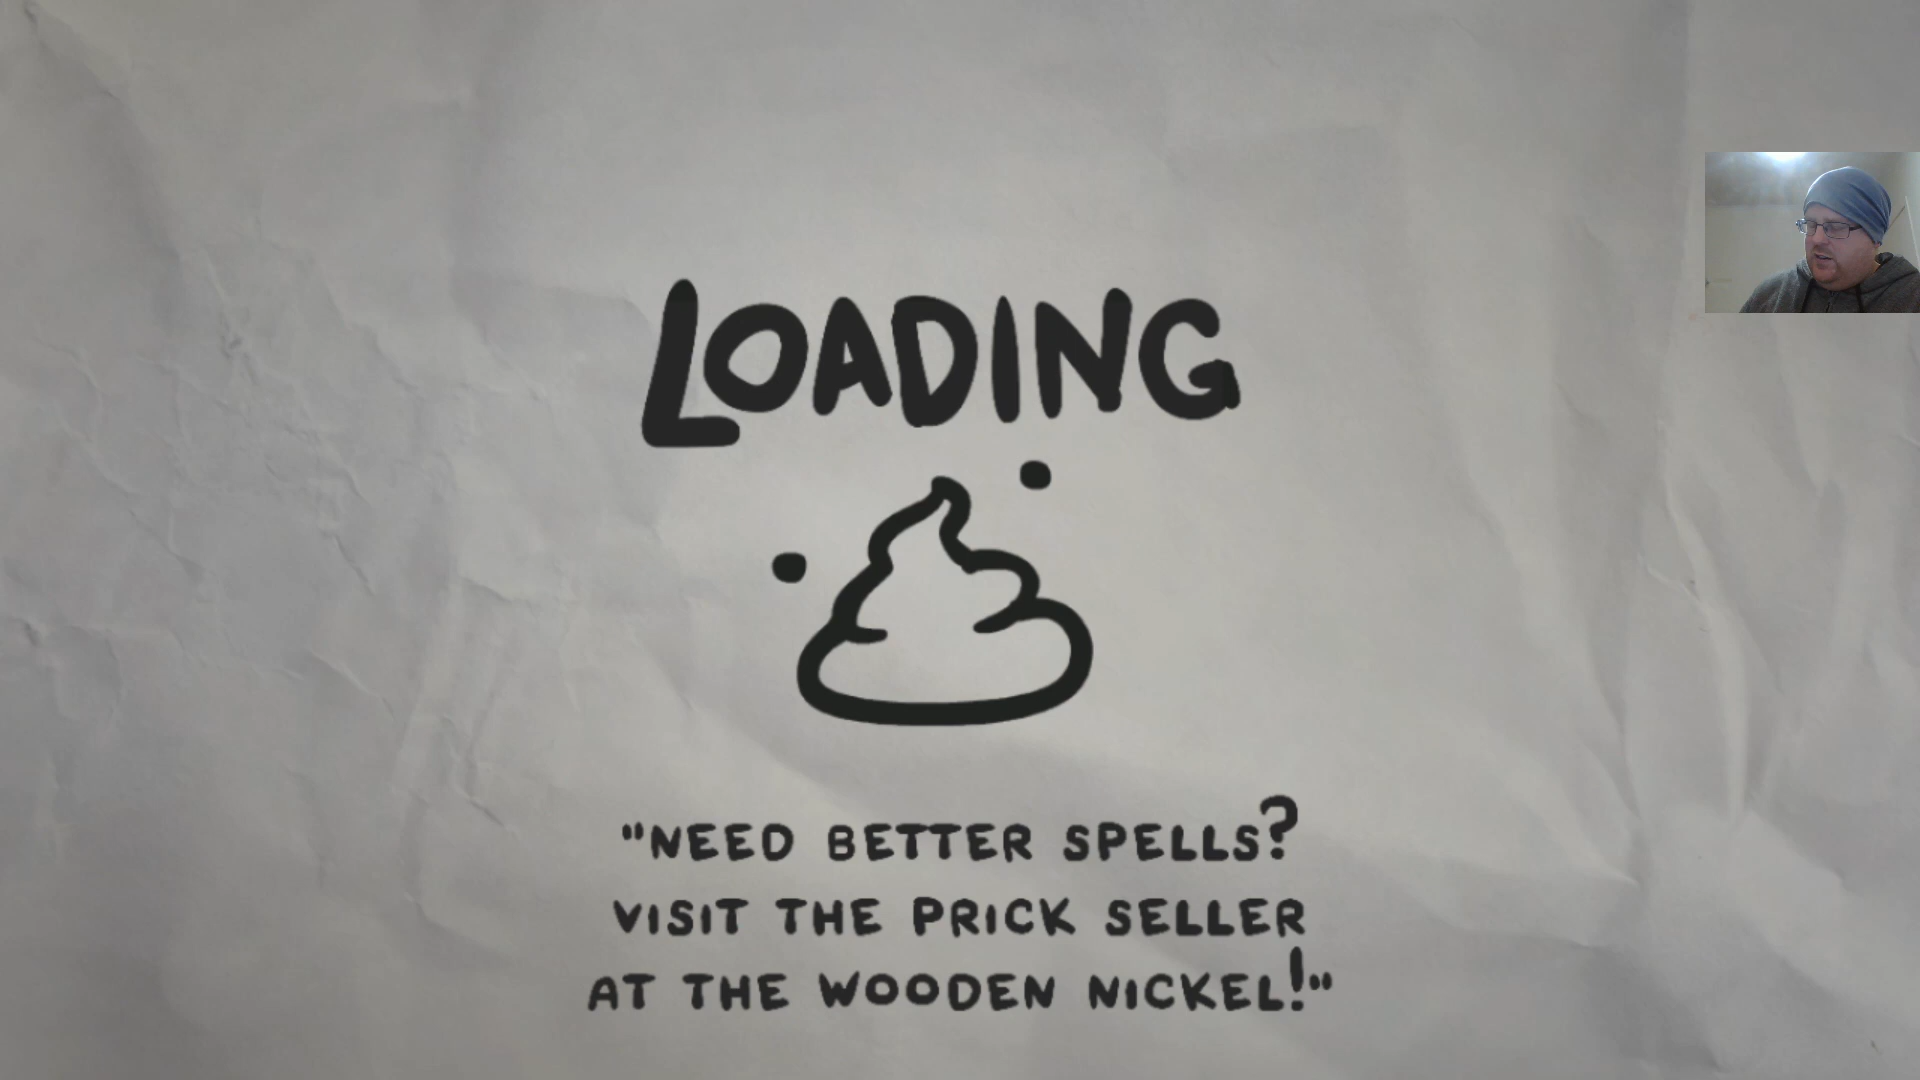 LOADING
"NEED BETTER SPELLS?
VISIT THE PRICK SELLER
AT THE WOODEN NICKEL!"